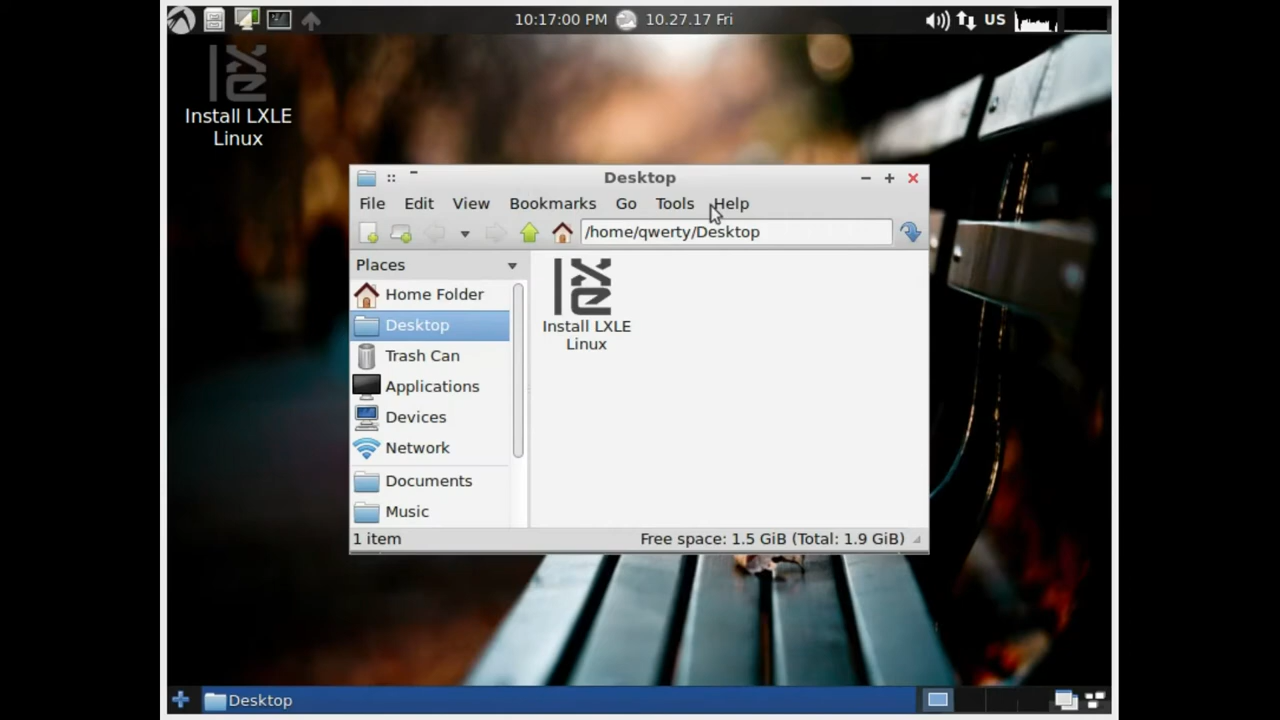 10:17:00 PM 10.27.17 Fri US
Install LXLE
Linux
Desktop
File Edit View Bookmarks Go Tools Help
/home/qwerty/Desktop
Places
Home Folder
Desktop
Trash Can
Applications
Devices
Network
Documents
Music
Install LXLE
Linux
1 item Free space: 1.5 GiB (Total: 1.9 GiB)
Desktop